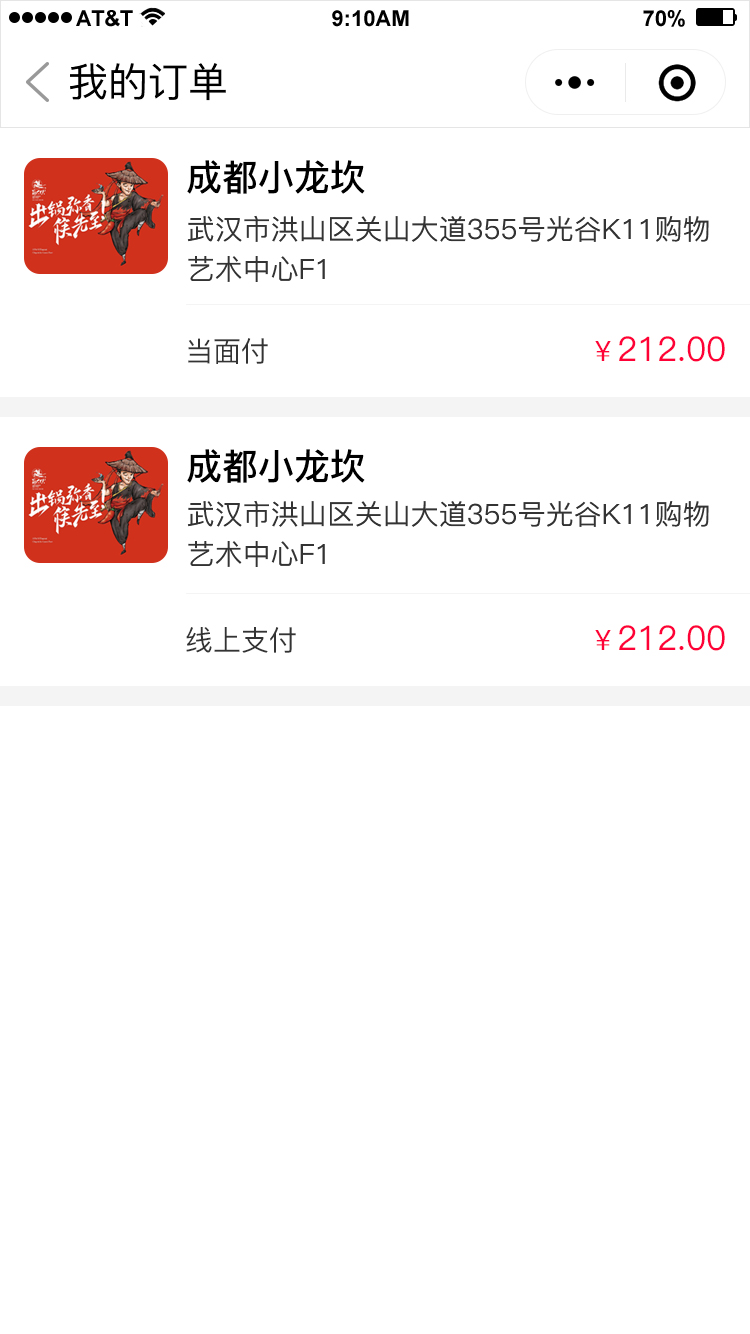 AT&T 9:10AM 70%
我的订单
出锅弥香
侯先至
成都小龙坎
武汉市洪山区关山大道355号光谷K11购物
艺术中心F1
当面付
¥212.00
出锅弥香
侯先至
成都小龙坎
武汉市洪山区关山大道355号光谷K11购物
艺术中心F1
线上支付
¥212.00